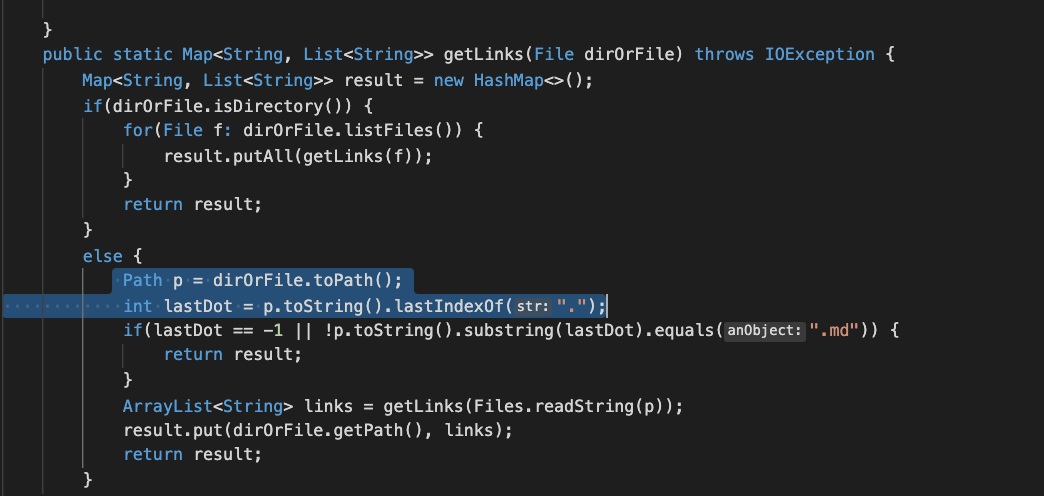 }
public static Map<String, List<String>> getLinks(File dirOrFile) throws IOException {
Map<String, List<String>> result = new HashMap<>();
if(dirOrFile.isDirectory()) {
for(File f: dirOrFile.listFiles()) {
result.putAll(getLinks(f));
}
return result;
}
else {
Path p = dirOrFile.toPath();
int lastDot = p.toString().lastIndexOf(str: ".");
if(lastDot == -1 || !p.toString().substring(lastDot).equals(anObject: ".md")) {
return result;
}
ArrayList<String> links = getLinks(Files.readString(p));
result.put(dirOrFile.getPath(), links);
return result;
}